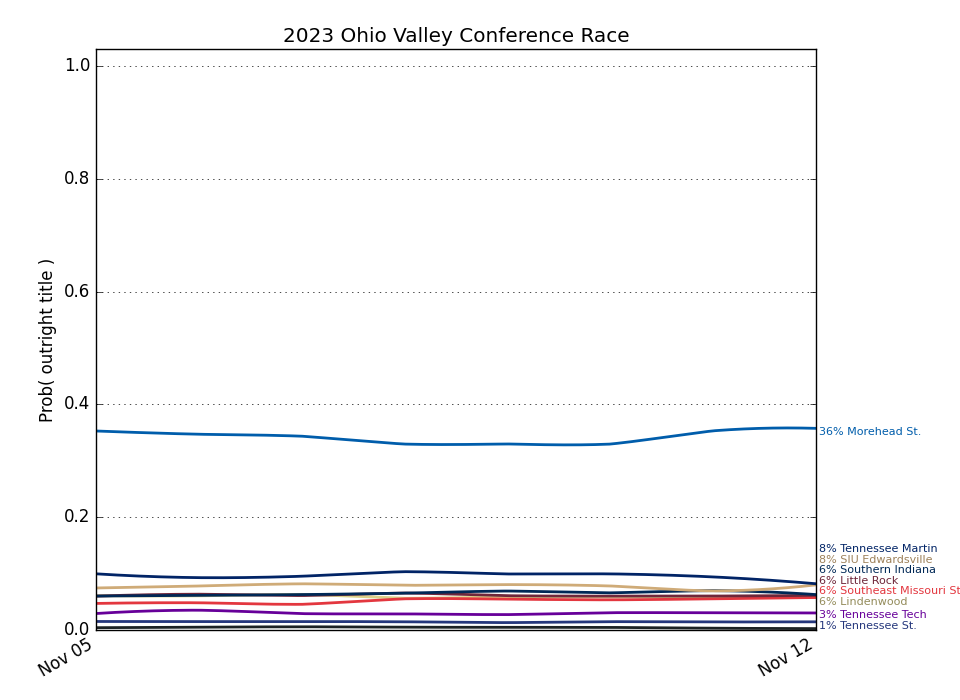 2023 Ohio Valley Conference Race
Prob( outright title )
1.0
0.8
0.6
0.4
0.2
0.0
Nov 05
Nov 12
36% Morehead St.
8% Tennessee Martin
8% SIU Edwardsville
6% Southern Indiana
6% Little Rock
6% Southeast Missouri St
6% Lindenwood
3% Tennessee Tech
1% Tennessee St.